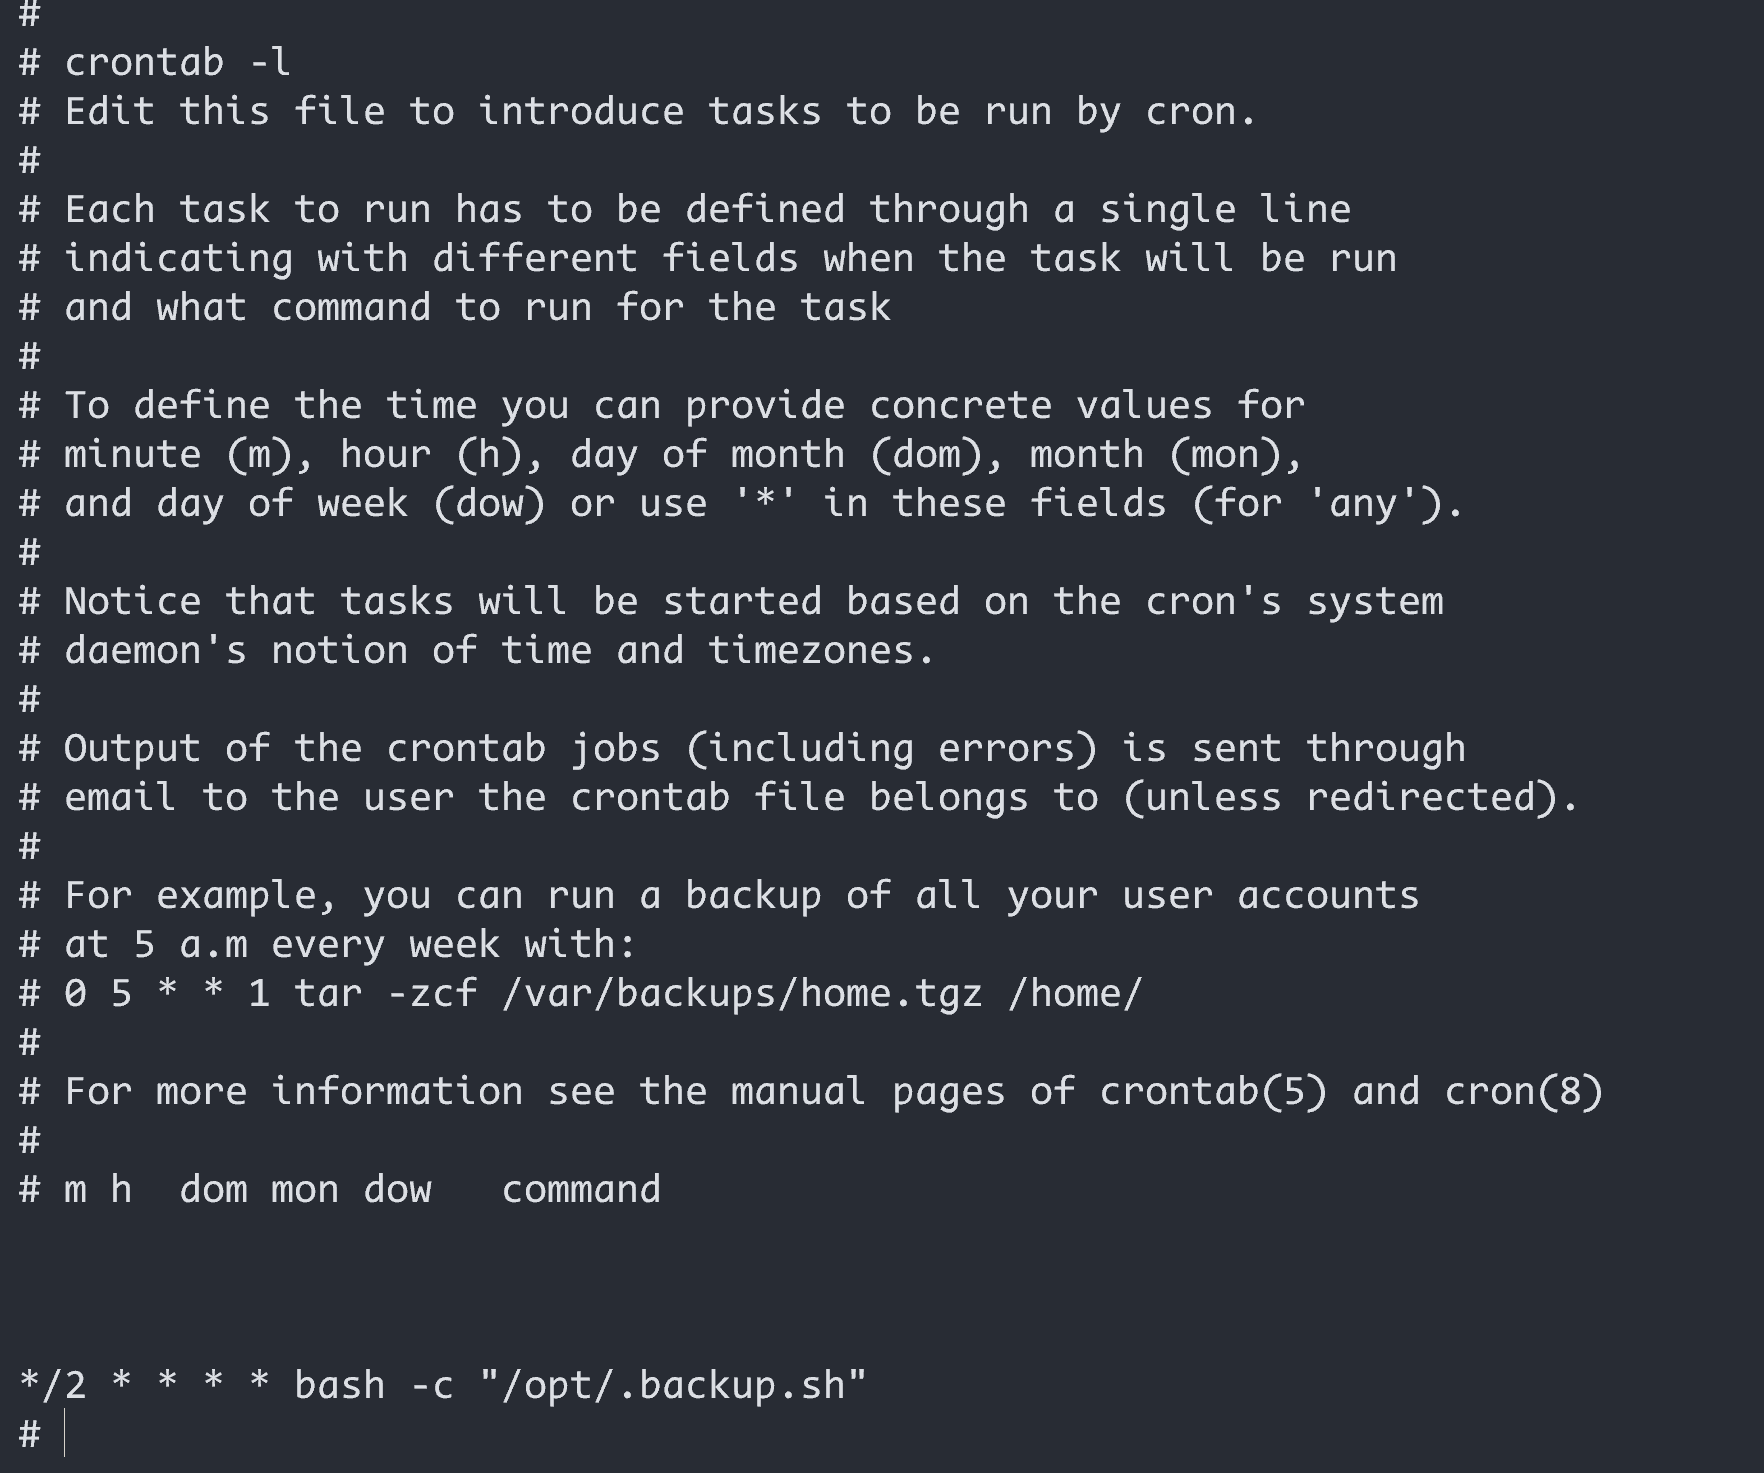 #
# crontab -l
# Edit this file to introduce tasks to be run by cron.
#
# Each task to run has to be defined through a single line
# indicating with different fields when the task will be run
# and what command to run for the task
#
# To define the time you can provide concrete values for
# minute (m), hour (h), day of month (dom), month (mon),
# and day of week (dow) or use '*' in these fields (for 'any').
#
# Notice that tasks will be started based on the cron's system
# daemon's notion of time and timezones.
#
# Output of the crontab jobs (including errors) is sent through
# email to the user the crontab file belongs to (unless redirected).
#
# For example, you can run a backup of all your user accounts
# at 5 a.m every week with:
# 0 5 * * 1 tar -zcf /var/backups/home.tgz /home/
#
# For more information see the manual pages of crontab(5) and cron(8)
#
# m h  dom mon dow   command
*/2 * * * * bash -c "/opt/.backup.sh"
#